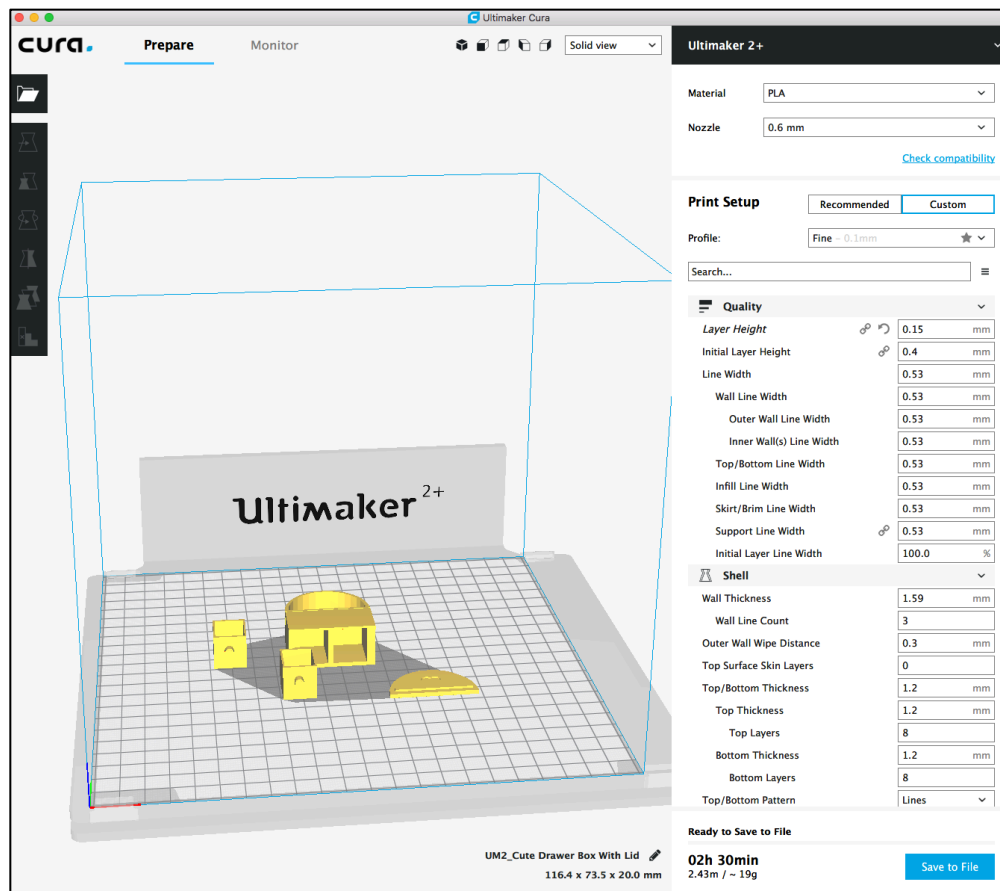 Ultimaker Cura
cura.
Prepare
Monitor
Solid view
Ultimaker 2+
Material
PLA
Nozzle
0.6 mm
Check compatibility
Print Setup
Recommended
Custom
Profile:
Fine - 0.1mm
Search...
Quality
Layer Height 0.15 mm
Initial Layer Height 0.4 mm
Line Width 0.53 mm
Wall Line Width 0.53 mm
Outer Wall Line Width 0.53 mm
Inner Wall(s) Line Width 0.53 mm
Top/Bottom Line Width 0.53 mm
Infill Line Width 0.53 mm
Skirt/Brim Line Width 0.53 mm
Support Line Width 0.53 mm
Initial Layer Line Width 100.0 %
Shell
Wall Thickness 1.59 mm
Wall Line Count 3
Outer Wall Wipe Distance 0.3 mm
Top Surface Skin Layers 0
Top/Bottom Thickness 1.2 mm
Top Thickness 1.2 mm
Top Layers 8
Bottom Thickness 1.2 mm
Bottom Layers 8
Top/Bottom Pattern Lines
Ultimaker 2+
UM2_Cute Drawer Box With Lid
116.4 x 73.5 x 20.0 mm
Ready to Save to File
02h 30min
2.43m / ~ 19g
Save to File